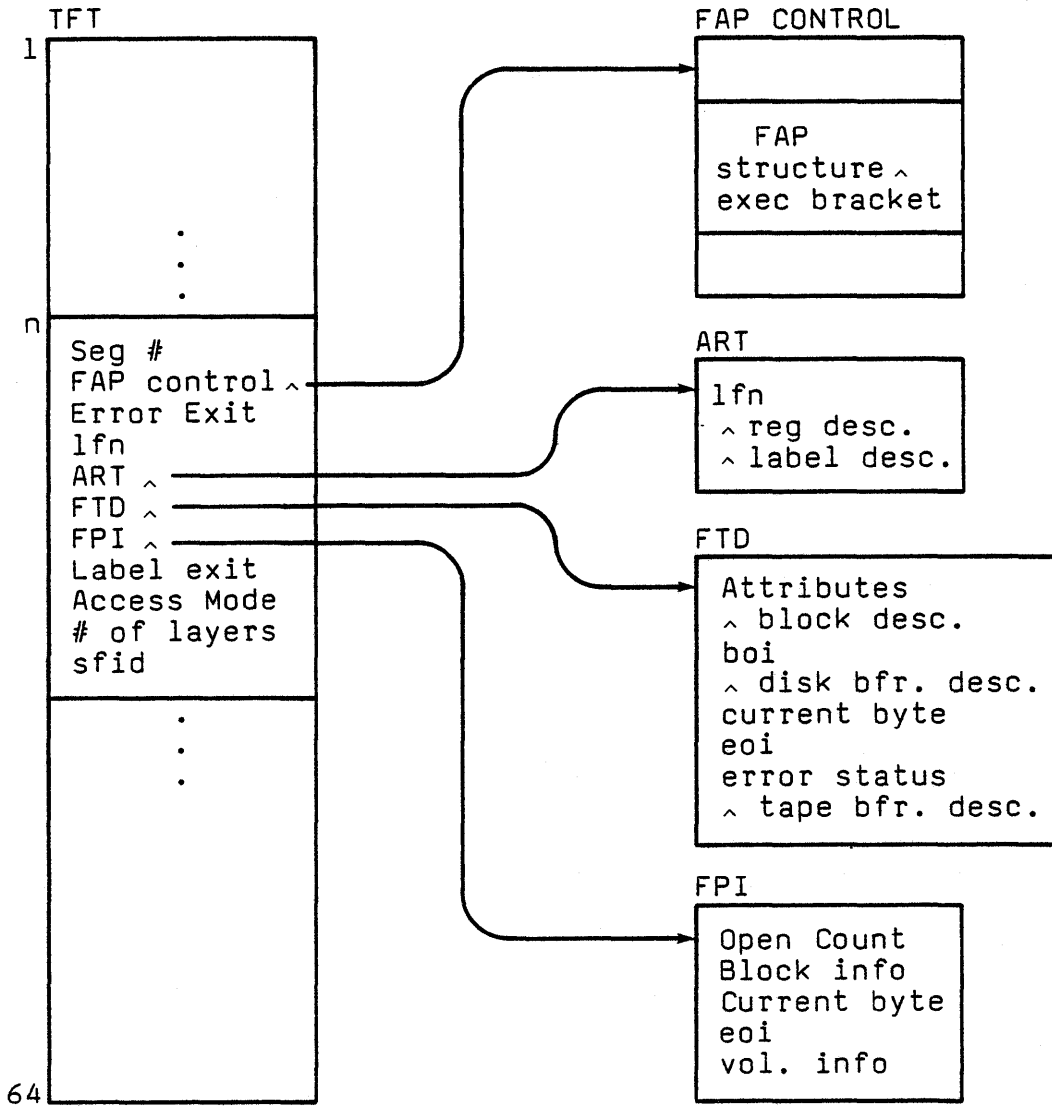 TFT
1
.
.
.
n
Seg #
FAP control ^
Error Exit
lfn
ART ^
FTD ^
FPI ^
Label exit
Access Mode
# of layers
sfid
.
.
.
64
FAP CONTROL
FAP
structure ^
exec bracket
ART
lfn
^ reg desc.
^ label desc.
FTD
Attributes
^ block desc.
boi
^ disk bfr. desc.
current byte
eoi
error status
^ tape bfr. desc.
FPI
Open Count
Block info
Current byte
eoi
vol. info